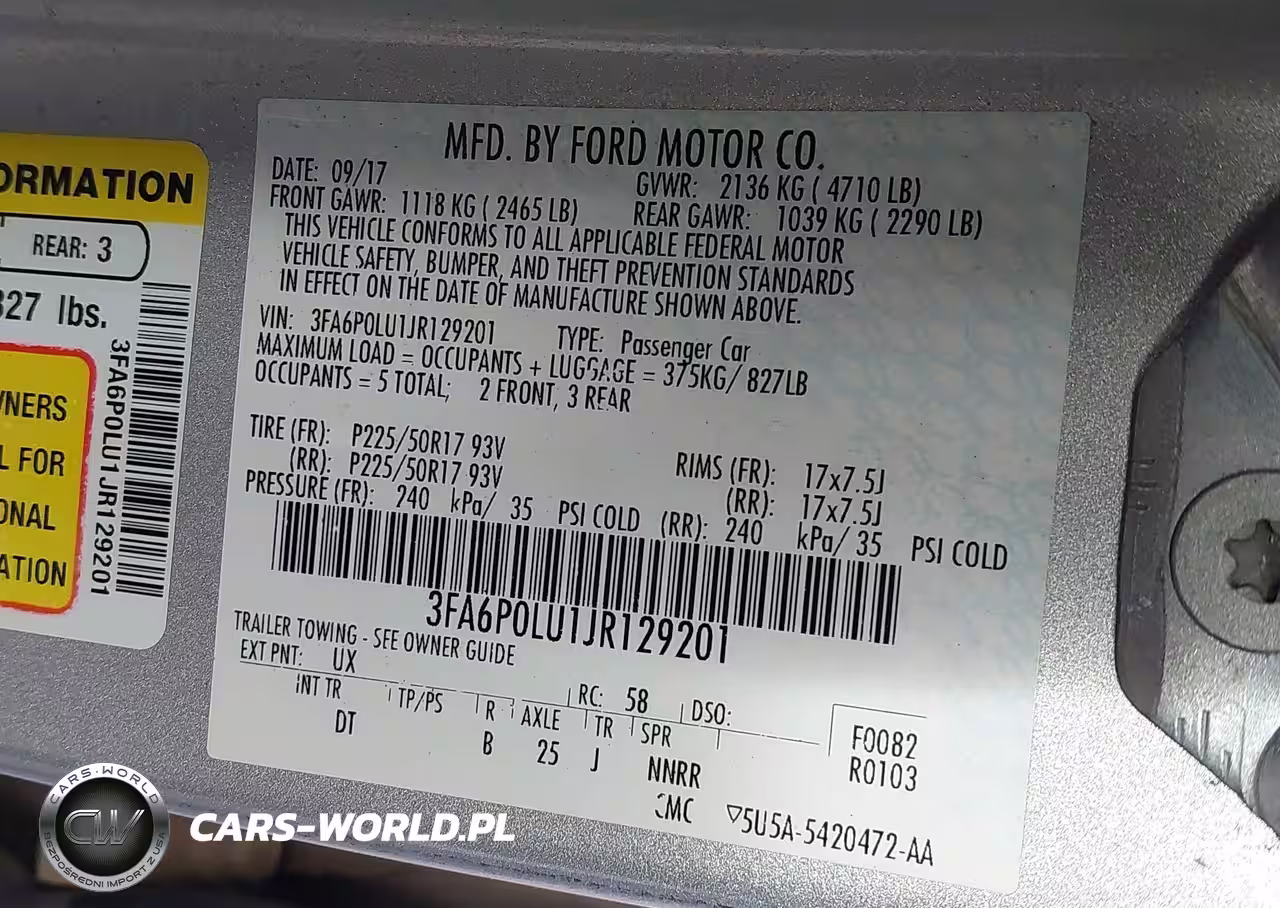 ORMATION
REAR: 3
827 lbs.
WNERS
L FOR
ONAL
ATION
3FA6P0LU1JR129201
MFD. BY FORD MOTOR CO.
DATE: 09/17 GVWR: 2136 KG ( 4710 LB)
FRONT GAWR: 1118 KG ( 2465 LB) REAR GAWR: 1039 KG ( 2290 LB)
THIS VEHICLE CONFORMS TO ALL APPLICABLE FEDERAL MOTOR
VEHICLE SAFETY, BUMPER, AND THEFT PREVENTION STANDARDS
IN EFFECT ON THE DATE OF MANUFACTURE SHOWN ABOVE.
VIN: 3FA6P0LU1JR129201 TYPE: Passenger Car
MAXIMUM LOAD = OCCUPANTS + LUGGAGE = 375KG/ 827LB
OCCUPANTS = 5 TOTAL; 2 FRONT, 3 REAR
TIRE (FR): P225/50R17 93V RIMS (FR): 17x7.5J
(RR): P225/50R17 93V (RR): 17x7.5J
PRESSURE (FR): 240 kPa/ 35 PSI COLD (RR): 240 kPa/ 35 PSI COLD
3FA6P0LU1JR129201
TRAILER TOWING - SEE OWNER GUIDE
EXT PNT: UX RC: 58 DSO:
INT TR TP/PS R AXLE TR SPR
DT B 25 J NNRR
F0082
R0103
CMC ▽5U5A-5420472-AA
CARS-WORLD
CW
BEZPOŚREDNI IMPORT Z USA
CARS-WORLD.PL